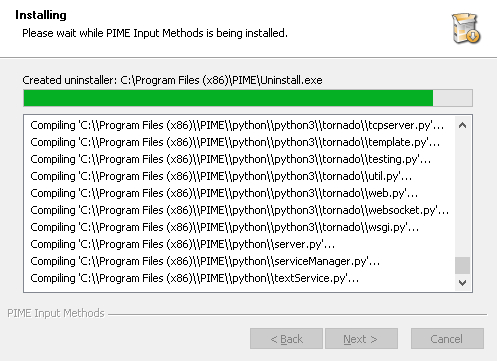 Installing
Please wait while PIME Input Methods is being installed.
Created uninstaller: C:\Program Files (x86)\PIME\Uninstall.exe
Compiling 'C:\\Program Files (x86)\\PIME\\python\\python3\\tornado\\tcpserver.py'...
Compiling 'C:\\Program Files (x86)\\PIME\\python\\python3\\tornado\\template.py'...
Compiling 'C:\\Program Files (x86)\\PIME\\python\\python3\\tornado\\testing.py'...
Compiling 'C:\\Program Files (x86)\\PIME\\python\\python3\\tornado\\util.py'...
Compiling 'C:\\Program Files (x86)\\PIME\\python\\python3\\tornado\\web.py'...
Compiling 'C:\\Program Files (x86)\\PIME\\python\\python3\\tornado\\websocket.py'...
Compiling 'C:\\Program Files (x86)\\PIME\\python\\python3\\tornado\\wsgi.py'...
Compiling 'C:\\Program Files (x86)\\PIME\\python\\server.py'...
Compiling 'C:\\Program Files (x86)\\PIME\\python\\serviceManager.py'...
Compiling 'C:\\Program Files (x86)\\PIME\\python\\textService.py'...
PIME Input Methods
< Back Next > Cancel